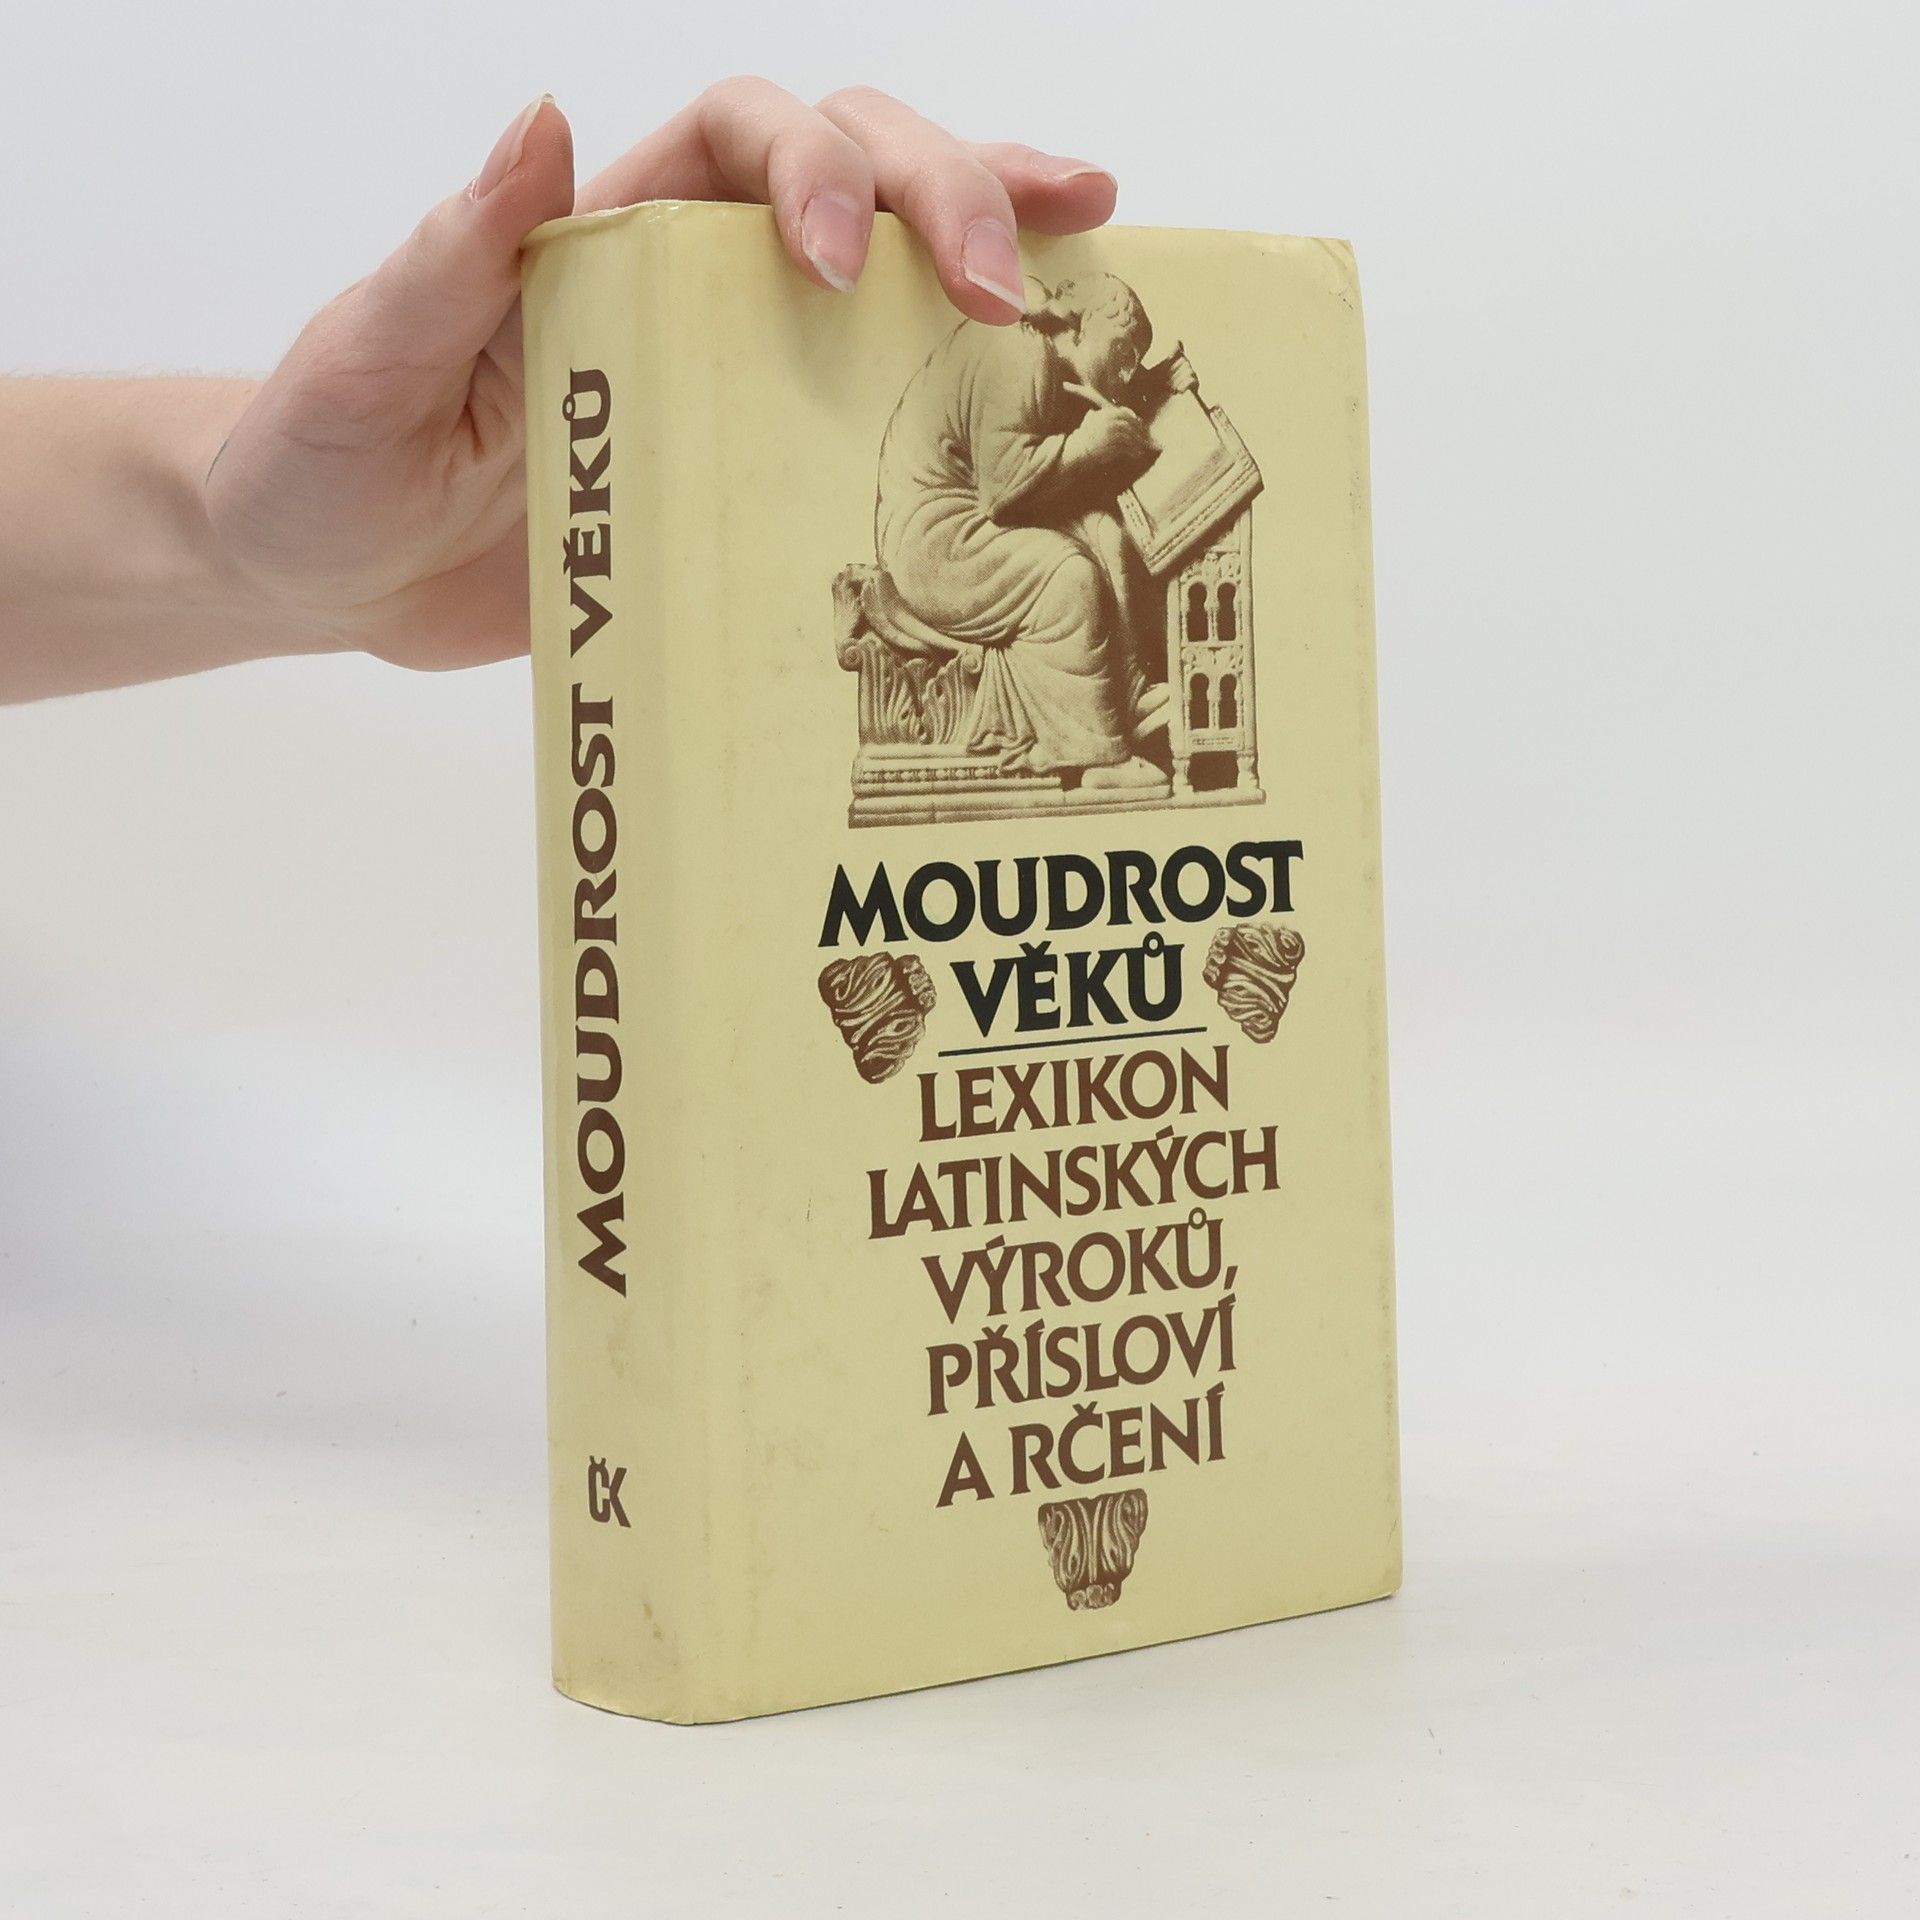 MOUDROST VĚKŮ
ČK
MOUDROST
VĚKŮ
LEXIKON
LATINSKÝCH
VÝROKŮ,
PŘÍSLOVÍ
A RČENÍ